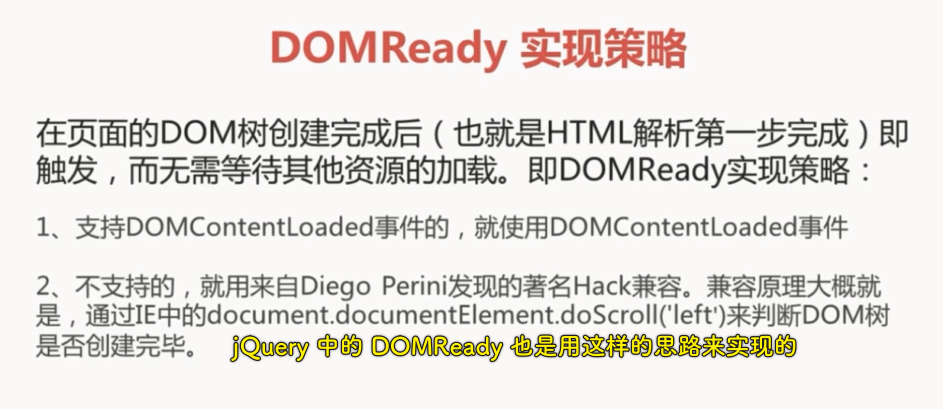 DOMReady 实现策略
在页面的DOM树创建完成后（也就是HTML解析第一步完成）即
触发，而无需等待其他资源的加载。即DOMReady实现策略：
1、支持DOMContentLoaded事件的，就使用DOMContentLoaded事件
2、不支持的，就用来自Diego Perini发现的著名Hack兼容。兼容原理大概就
是，通过IE中的document.documentElement.doScroll('left')来判断DOM树
是否创建完毕。
jQuery 中的 DOMReady 也是用这样的思路来实现的